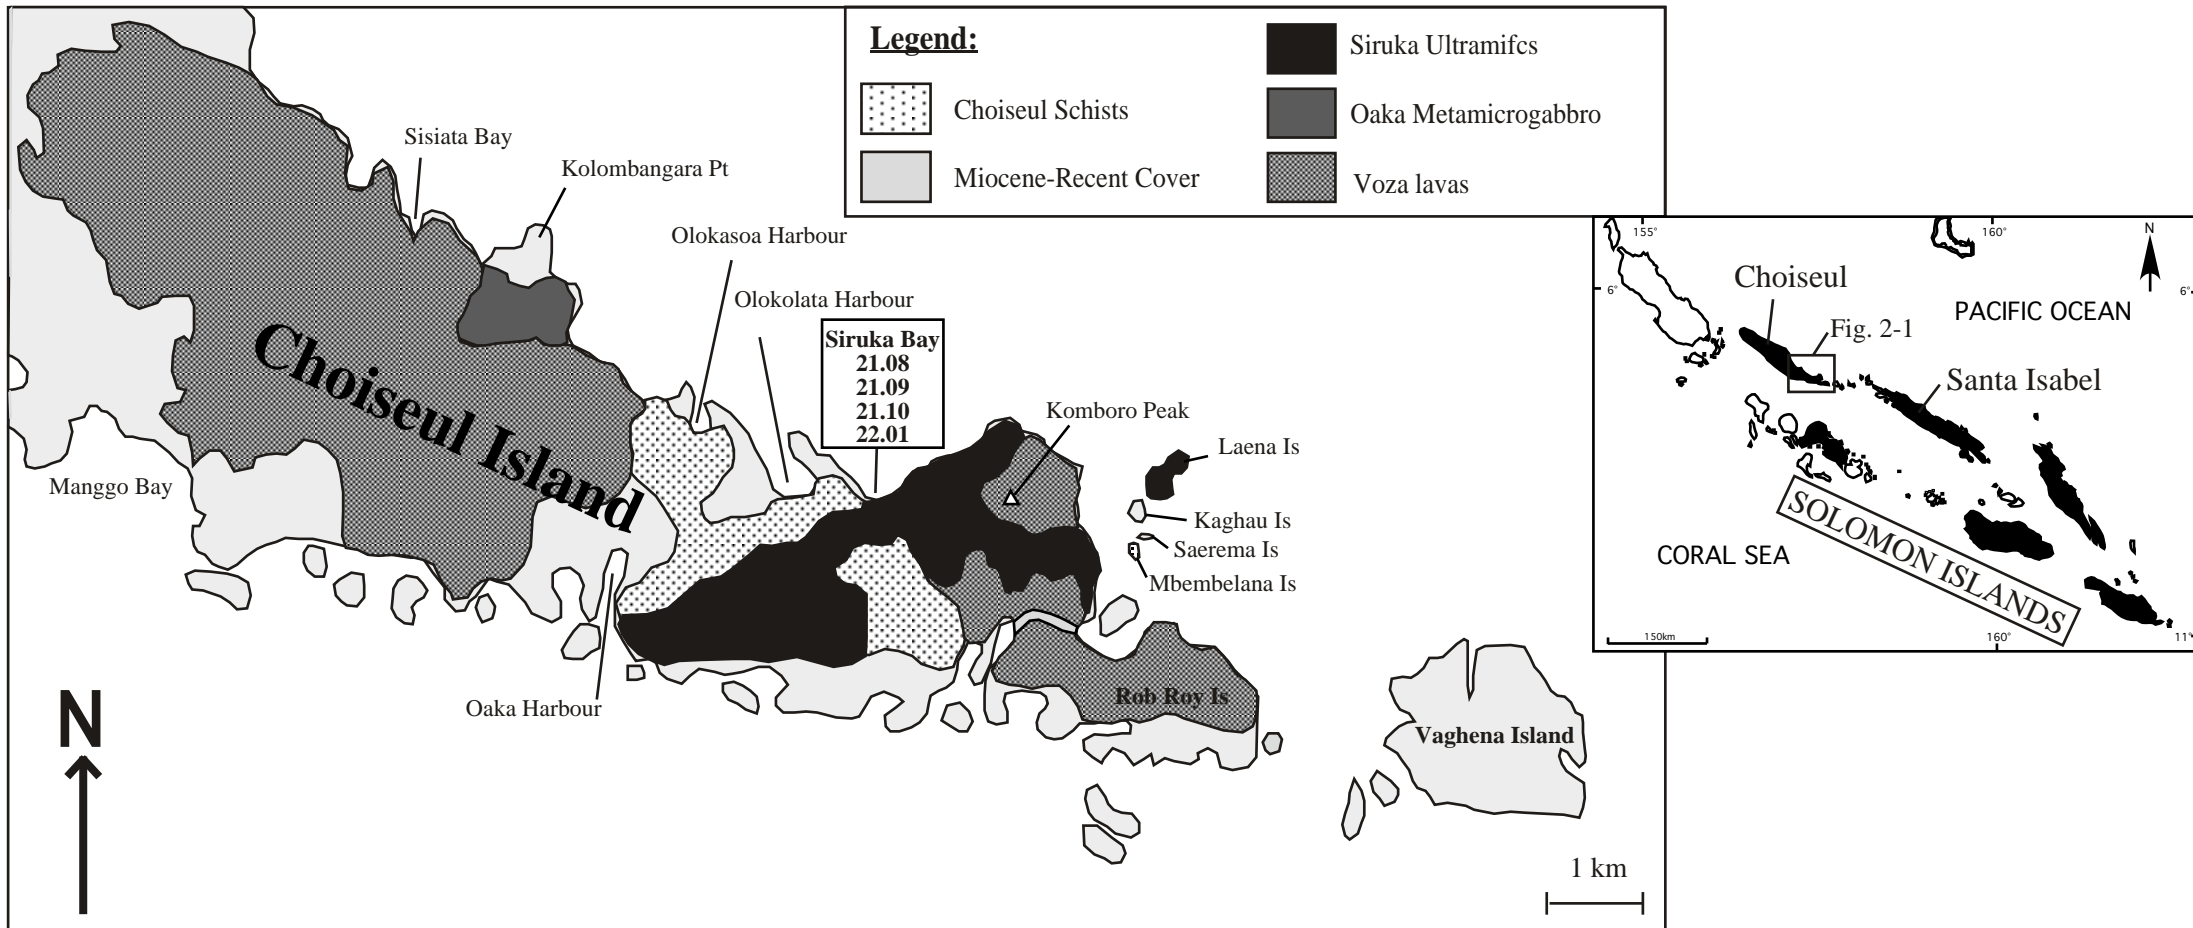 Legend:
Siruka Ultramifcs
Choiseul Schists
Oaka Metamicrogabbro
Miocene-Recent Cover
Voza lavas
Sisiata Bay
Kolombangara Pt
Olokasoa Harbour
Olokolata Harbour
Siruka Bay
21.08
21.09
21.10
22.01
Komboro Peak
Laena Is
Kaghau Is
Saerema Is
Mbembelana Is
Choiseul Island
Manggo Bay
Oaka Harbour
Rob Roy Is
Vaghena Island
N
1 km
155°
160°
N
6°
6°
Choiseul
PACIFIC OCEAN
Fig. 2-1
Santa Isabel
CORAL SEA
SOLOMON ISLANDS
150km
160°
11°